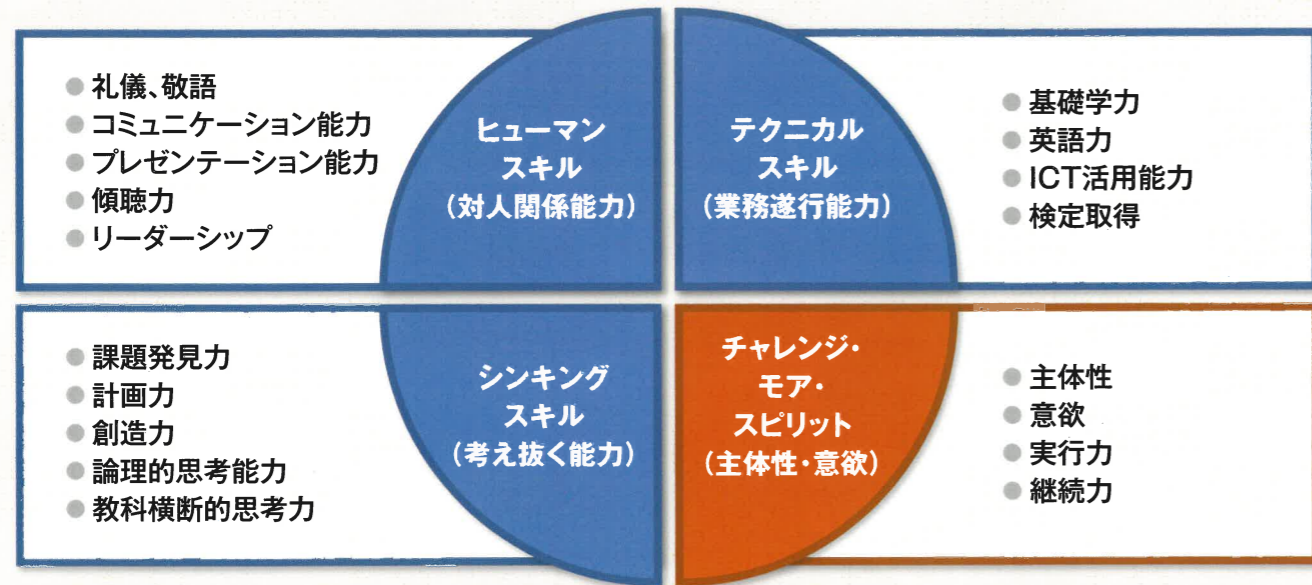 礼儀、敬語
コミュニケーション能力
プレゼンテーション能力
傾聴力
リーダーシップ
ヒューマン
スキル
(対人関係能力)
テクニカル
スキル
(業務遂行能力)
基礎学力
英語力
ICT活用能力
検定取得
課題発見力
計画力
創造力
論理的思考能力
教科横断的思考力
シンキング
スキル
(考え抜く能力)
チャレンジ・
モア・
スピリット
(主体性・意欲)
主体性
意欲
実行力
継続力